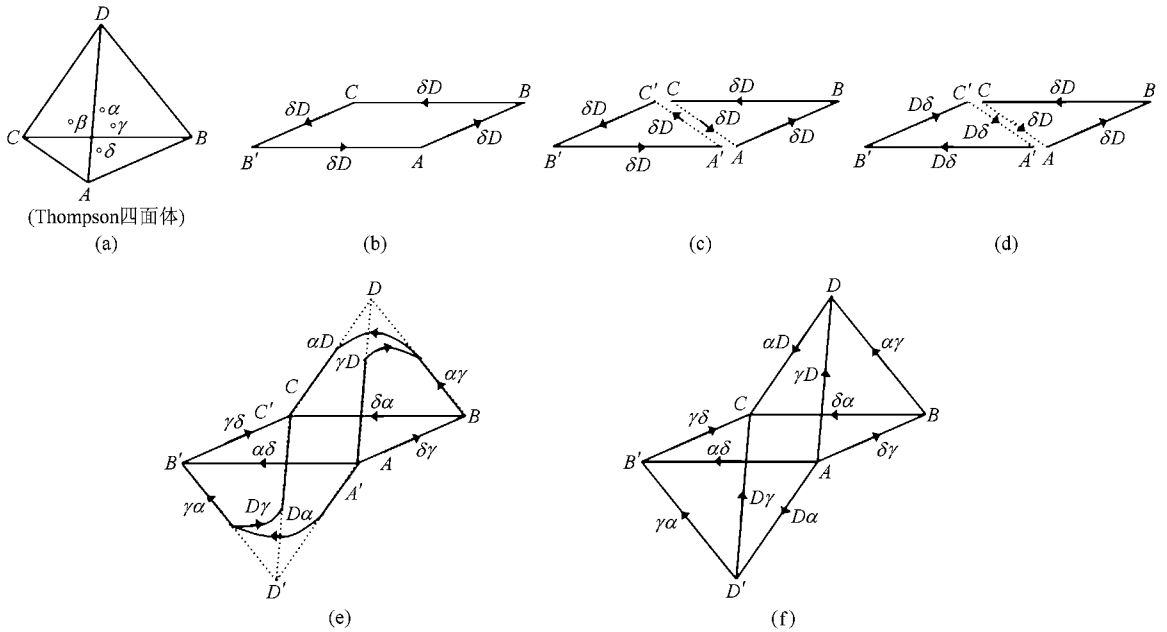 D
α
β
γ
C
B
δ
A
(Thompson四面体)
(a)
C
δD
B
δD
δD
B'
δD
A
(b)
C'
C
δD
B
δD
δD
δD
δD
B'
δD
A'
A
(c)
C'
C
δD
B
Dδ
Dδ
δD
δD
B'
Dδ
A'
A
(d)
D
αD
γD
αγ
C
C'
δα
B
γδ
B'
αδ
A
δγ
A'
γα
Dγ
Dα
D'
(e)
D
αD
αγ
γD
C
δα
B
γδ
B'
αδ
A
δγ
Dγ
γα
Dα
D'
(f)